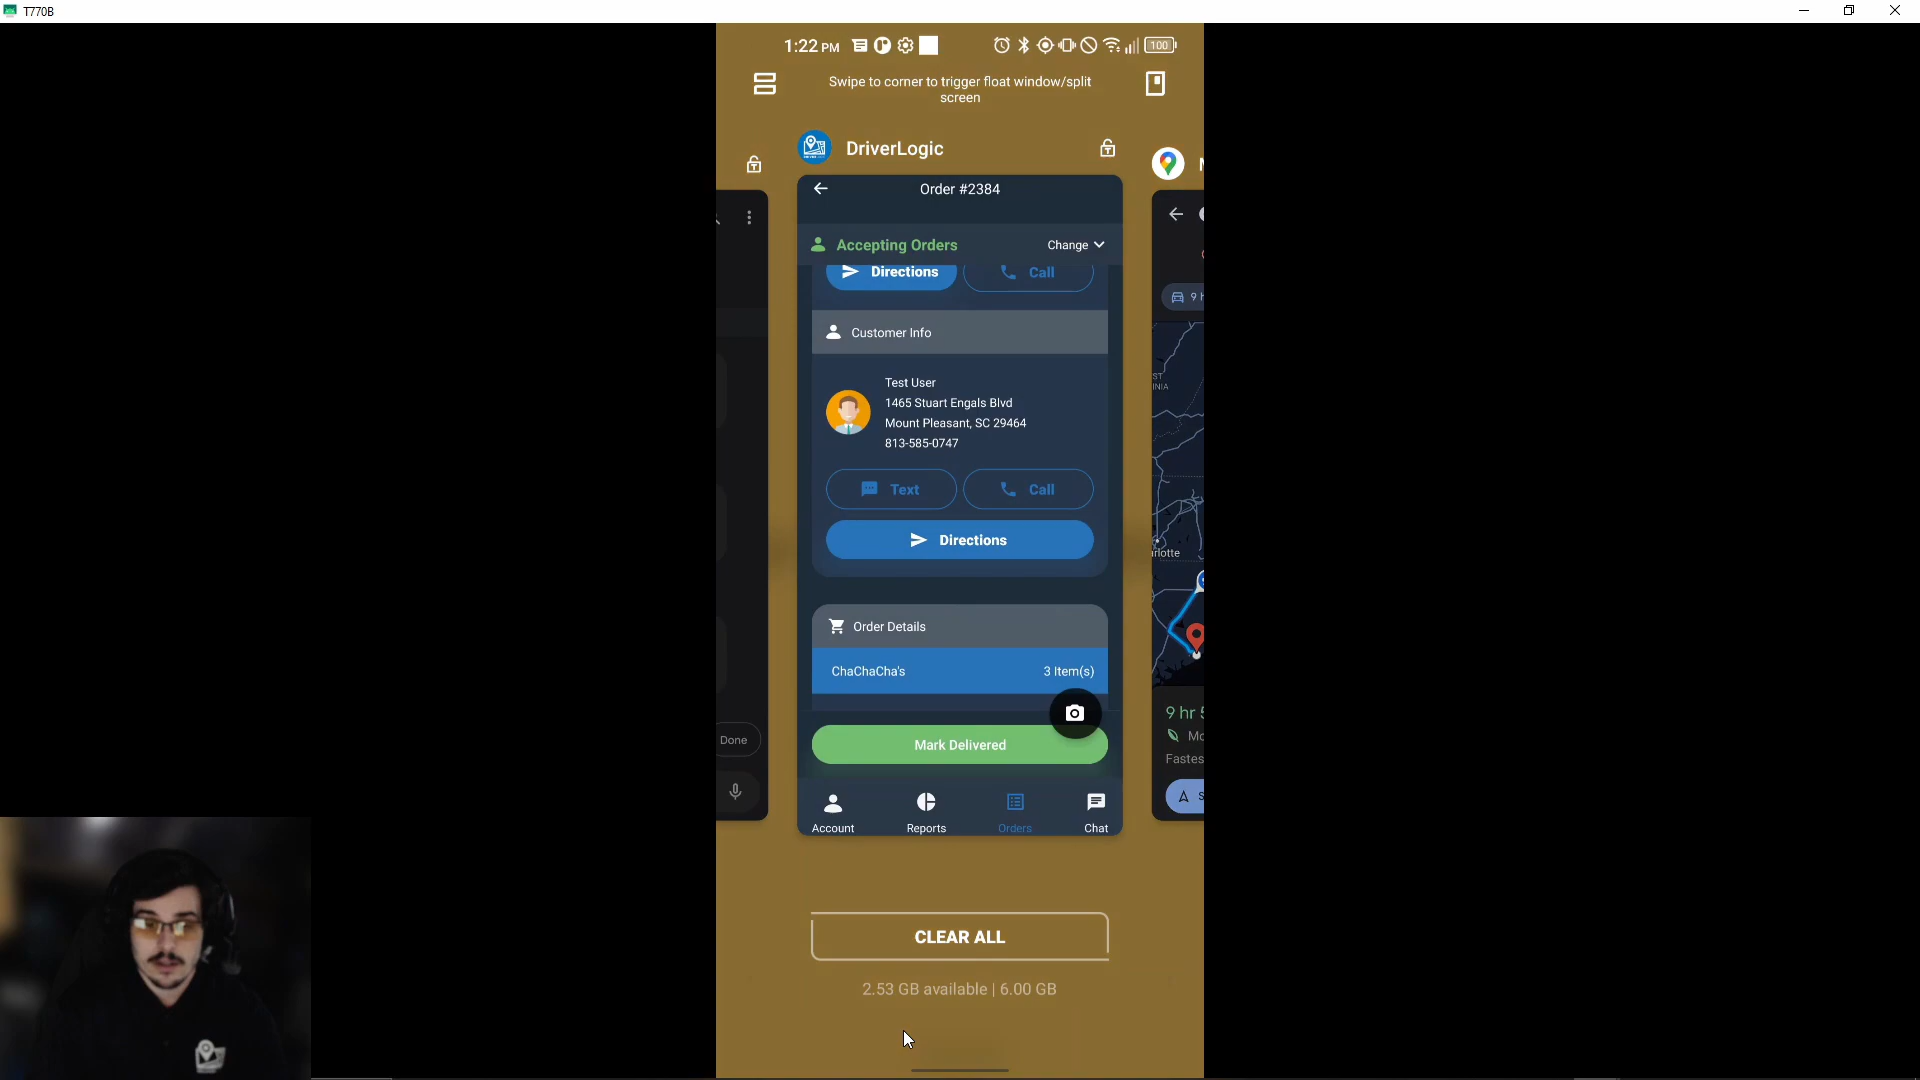 T770B
1:22 PM
100
Swipe to corner to trigger float window/split
screen
DriverLogic
Order #2384
Accepting Orders
Change
Directions
Call
Customer Info
Test User
1465 Stuart Engals Blvd
Mount Pleasant, SC 29464
813-585-0747
Text
Call
Directions
Order Details
ChaChaCha's
3 Item(s)
Mark Delivered
Account
Reports
Orders
Chat
Done
9 hr
Fastes
CLEAR ALL
2.53 GB available | 6.00 GB